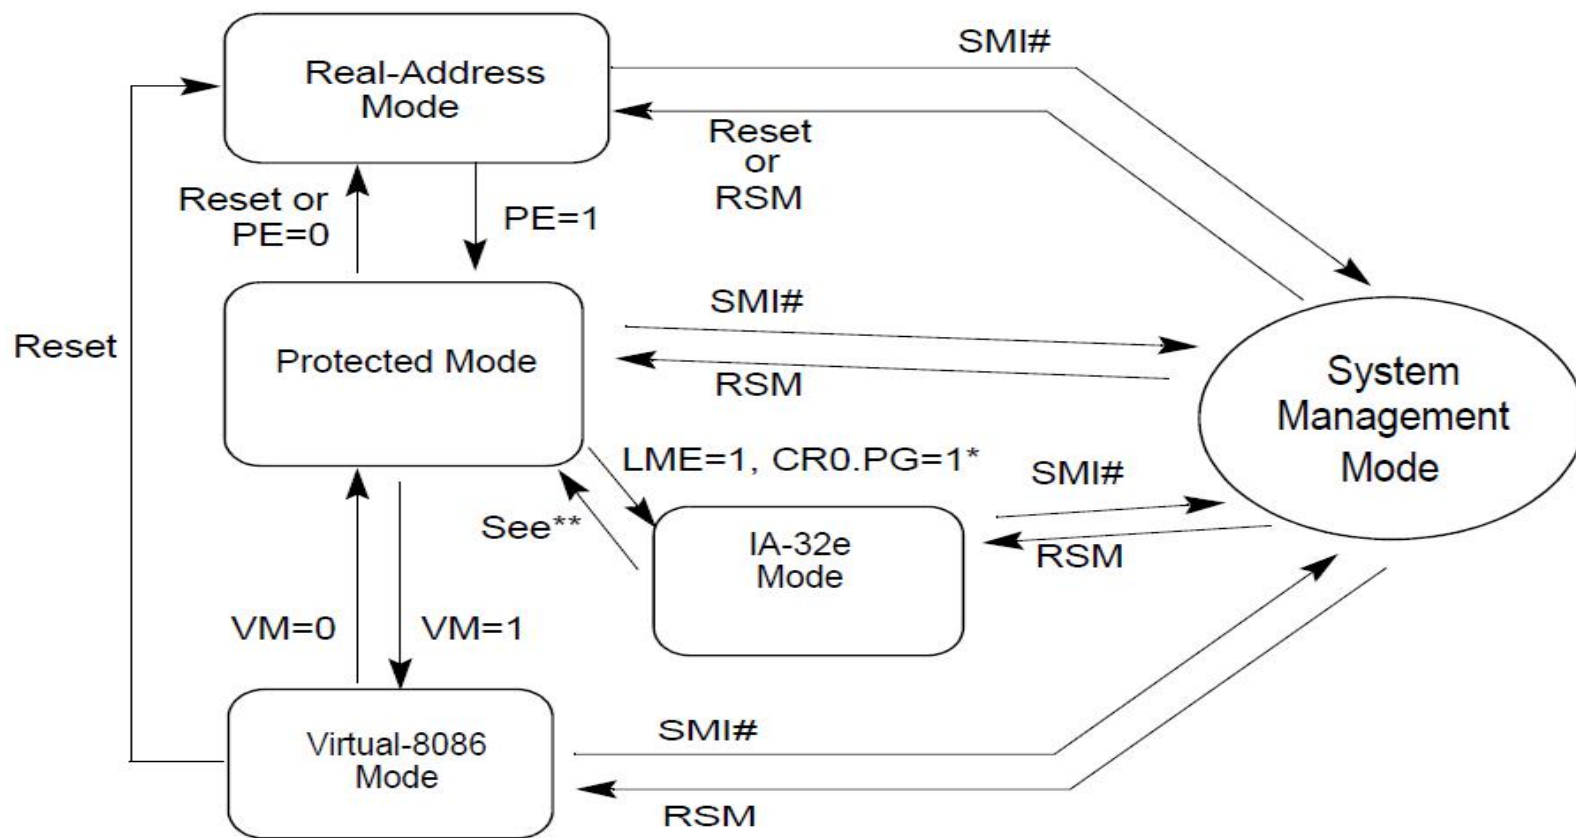 SMI#
Real-Address
Mode
Reset
or
RSM
Reset or
PE=0
PE=1
SMI#
Reset
Protected Mode
RSM
System
Management
Mode
LME=1, CR0.PG=1*
SMI#
See**
IA-32e
Mode
RSM
VM=0
VM=1
SMI#
Virtual-8086
Mode
RSM